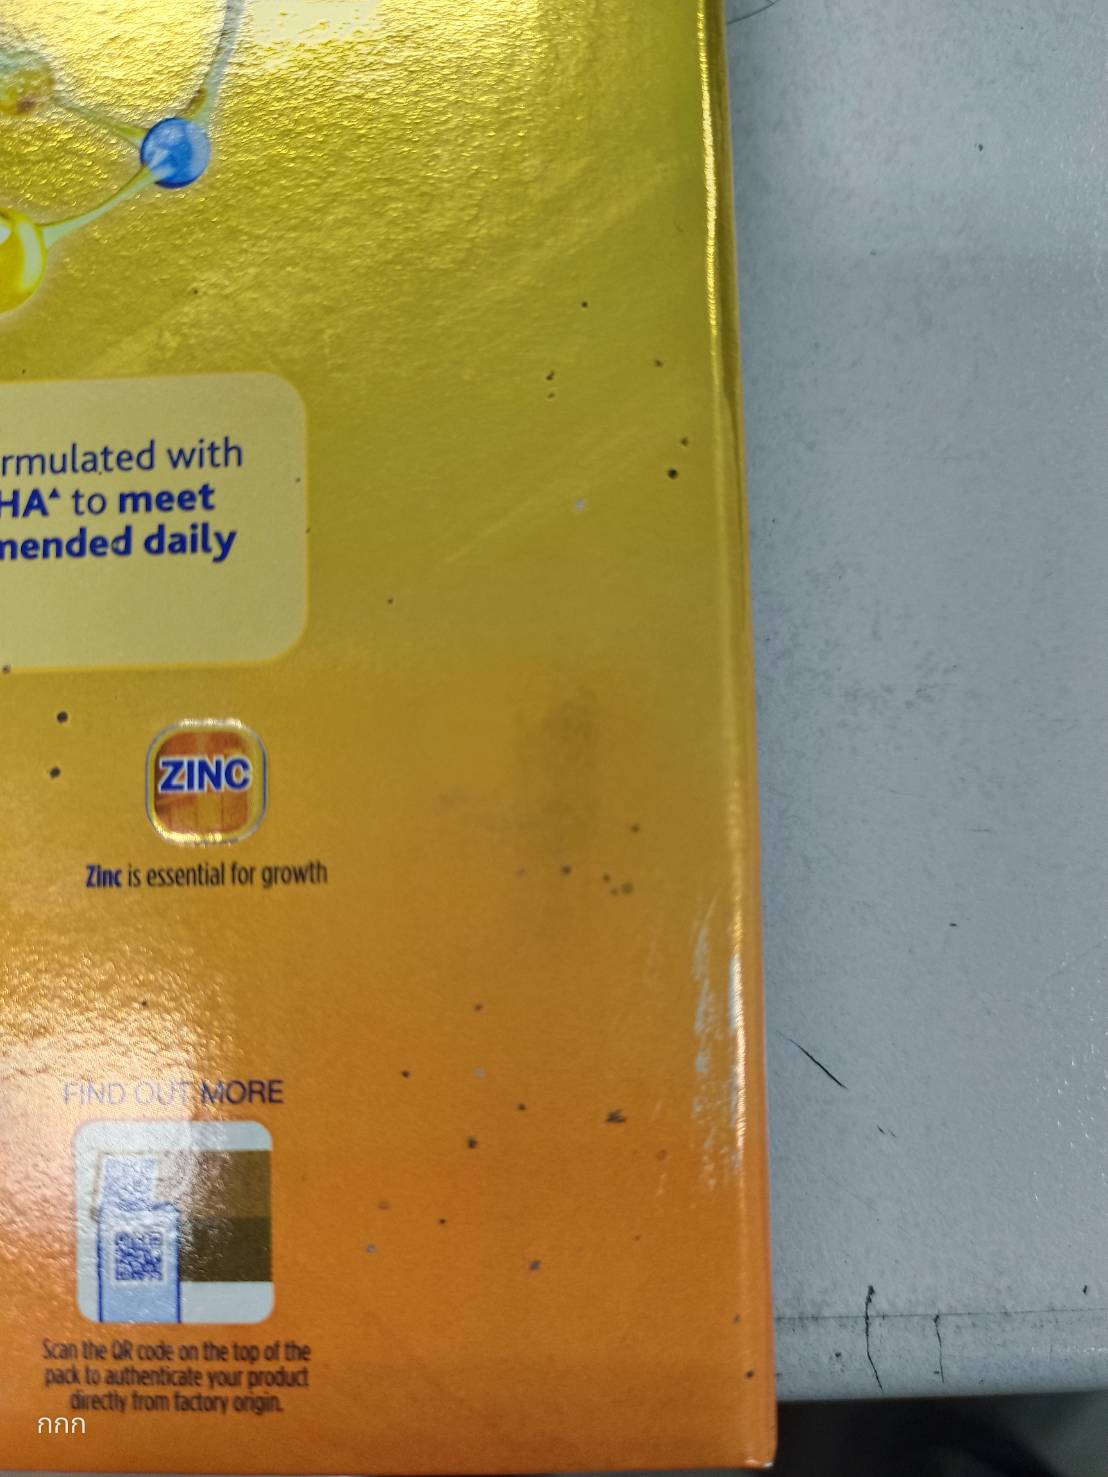 rmulated with
HA▲ to meet
mended daily
ZINC
Zinc is essential for growth
FIND OUT MORE
Scan the QR code on the top of the
pack to authenticate your product
directly from factory origin.
กกก